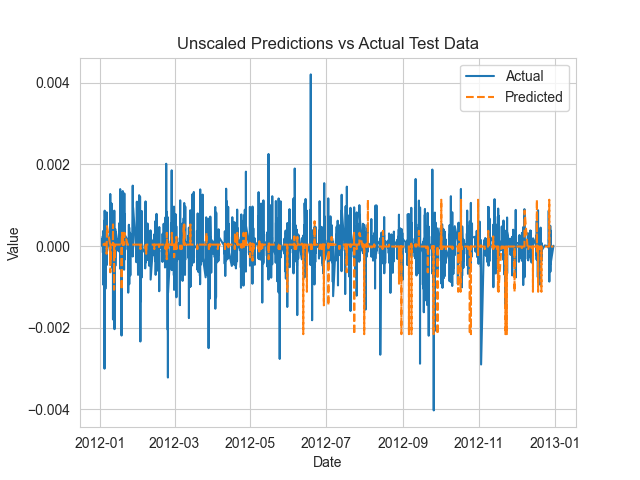 Unscaled Predictions vs Actual Test Data
Actual
Predicted
0.004
0.002
0.000
−0.002
−0.004
Value
2012-01
2012-03
2012-05
2012-07
2012-09
2012-11
2013-01
Date